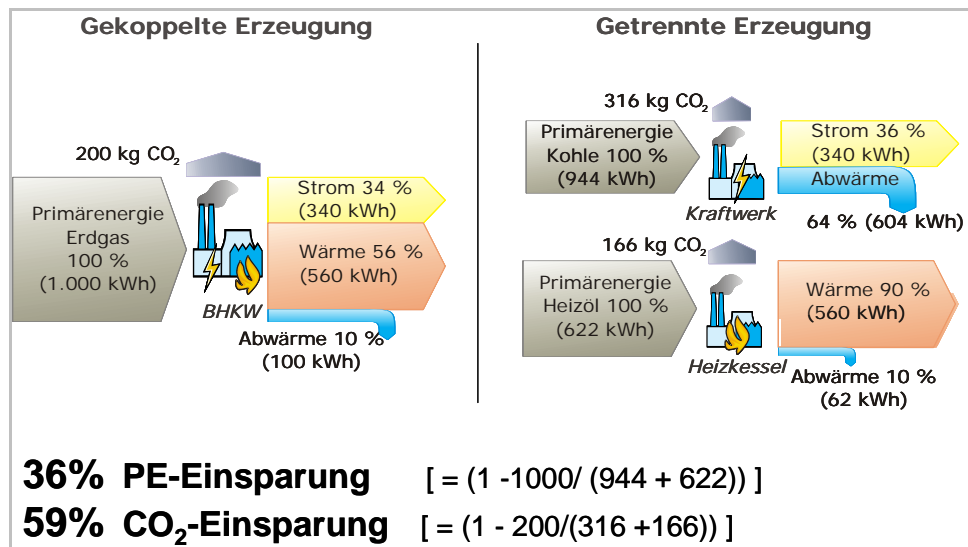 Gekoppelte Erzeugung
200 kg CO₂
Primärenergie
Erdgas
100 %
(1.000 kWh)
BHKW
Strom 34 %
(340 kWh)
Wärme 56 %
(560 kWh)
Abwärme 10 %
(100 kWh)
Getrennte Erzeugung
316 kg CO₂
Primärenergie
Kohle 100 %
(944 kWh)
Kraftwerk
Strom 36 %
(340 kWh)
Abwärme
64 % (604 kWh)
166 kg CO₂
Primärenergie
Heizöl 100 %
(622 kWh)
Heizkessel
Wärme 90 %
(560 kWh)
Abwärme 10 %
(62 kWh)
36% PE-Einsparung [ = (1 -1000/ (944 + 622)) ]
59% CO₂-Einsparung [ = (1 - 200/(316 +166)) ]